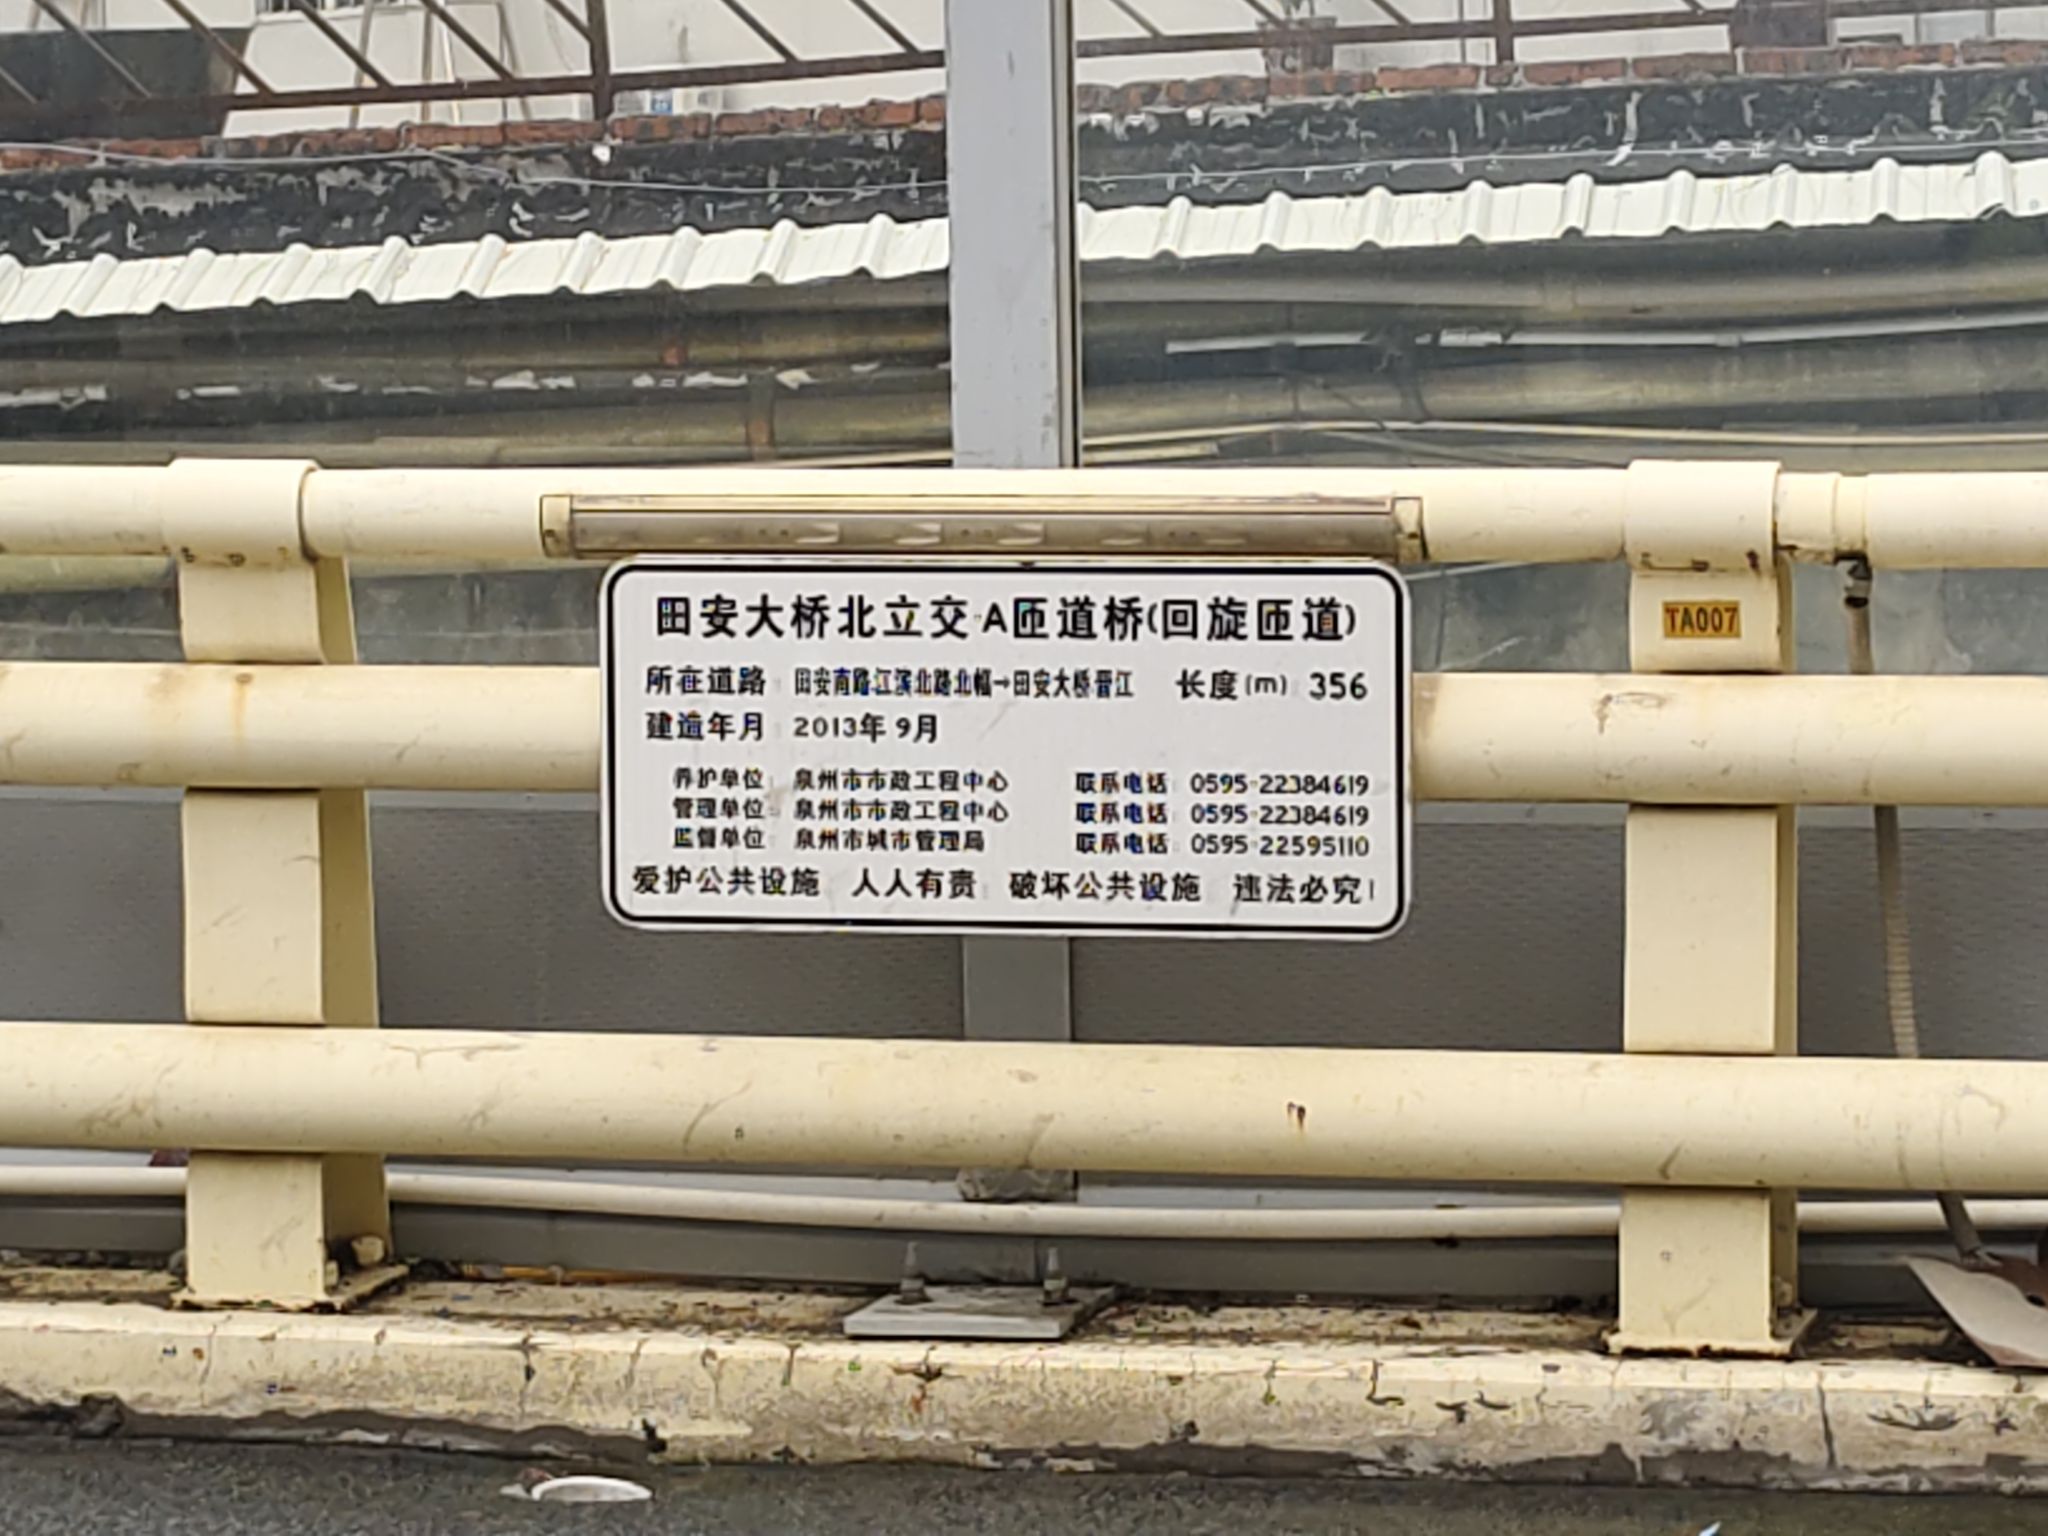 田安大桥北立交-A匝道桥(回旋匝道)
所在道路 田安南路江滨北路北幅→田安大桥晋江 长度(m) 356
建造年月 2013年9月
养护单位: 泉州市市政工程中心 联系电话: 0595-22384619
管理单位: 泉州市市政工程中心 联系电话: 0595-22384619
监督单位: 泉州市城市管理局 联系电话: 0595-22595110
爱护公共设施 人人有责 破坏公共设施 违法必究!
TA007